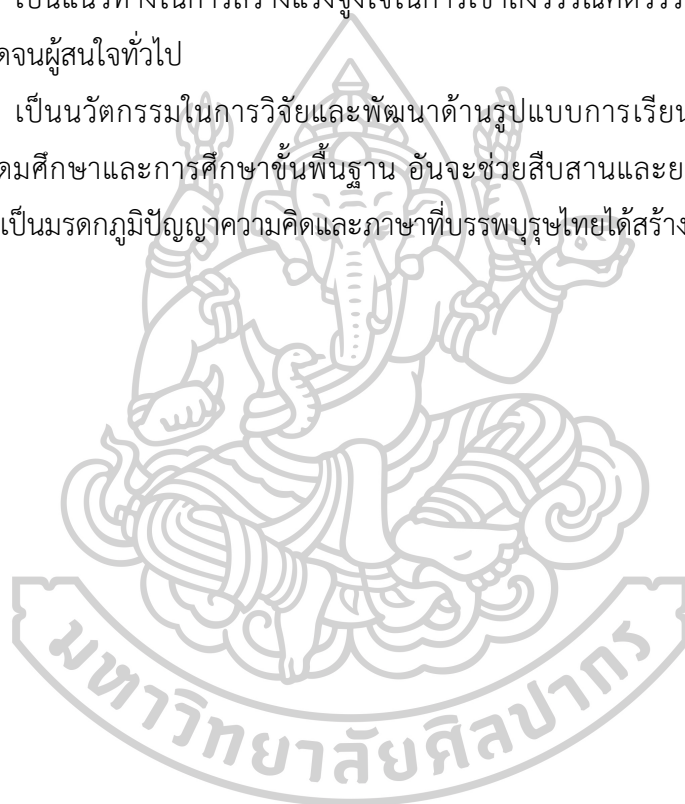 เป็นแนวทางในการสร้างแรงจูงใจในการเข้าถึงวรรณคดีวรร
ดจนผู้สนใจทั่วไป
เป็นนวัตกรรมในการวิจัยและพัฒนาด้านรูปแบบการเรียน
ดมศึกษาและการศึกษาขั้นพื้นฐาน อันจะช่วยสืบสานและย
เป็นมรดกภูมิปัญญาความคิดและภาษาที่บรรพบุรุษไทยได้สร้าง
มหาวิทยาลัยศิลปากร